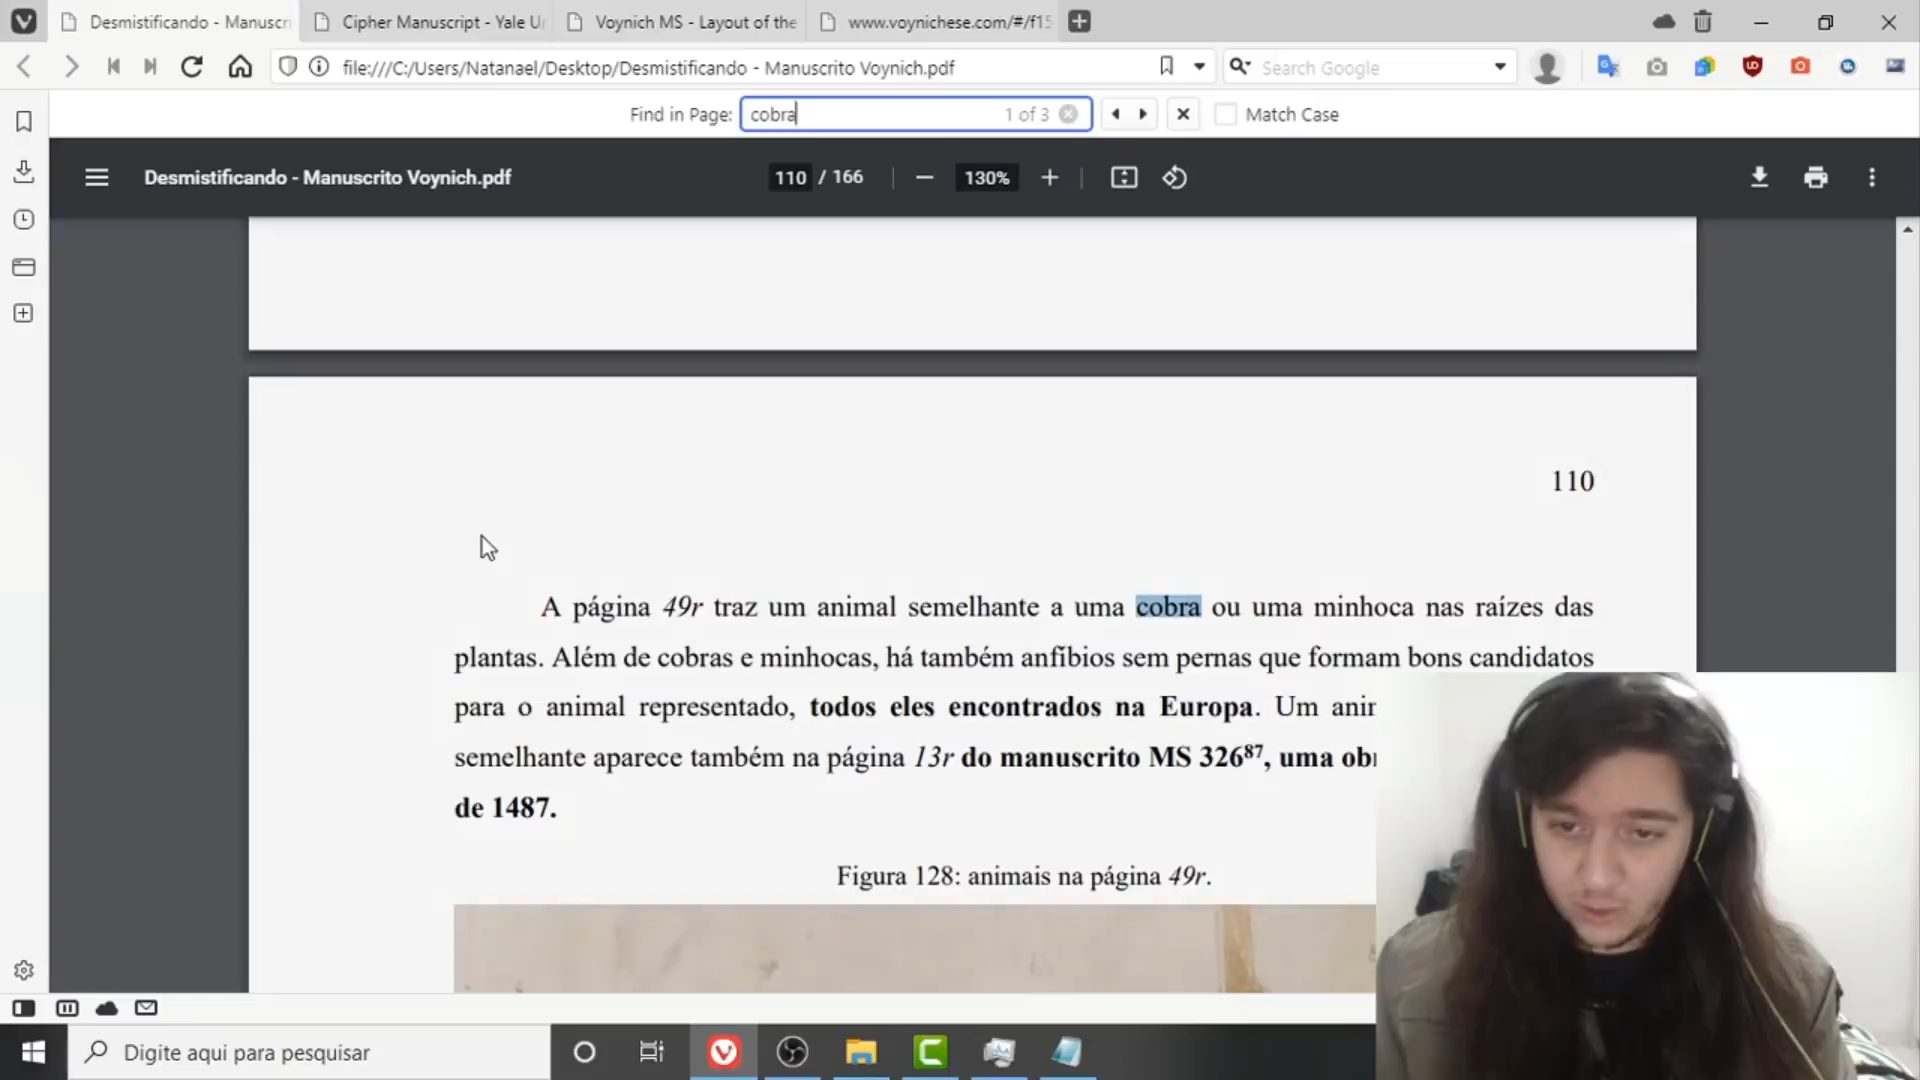 Desmistificando - Manuscri
Cipher Manuscript - Yale Ur
Voynich MS - Layout of the
www.voynichese.com/#/f15
file:///C:/Users/Natanael/Desktop/Desmistificando - Manuscrito Voynich.pdf
Search Google
Find in Page: cobra 1 of 3
Match Case
Desmistificando - Manuscrito Voynich.pdf
110 / 166
130%
110
A página 49r traz um animal semelhante a uma cobra ou uma minhoca nas raízes das
plantas. Além de cobras e minhocas, há também anfíbios sem pernas que formam bons candidatos
para o animal representado, todos eles encontrados na Europa. Um anir
semelhante aparece também na página 13r do manuscrito MS 326⁸⁷, uma obr
de 1487.
Figura 128: animais na página 49r.
Digite aqui para pesquisar